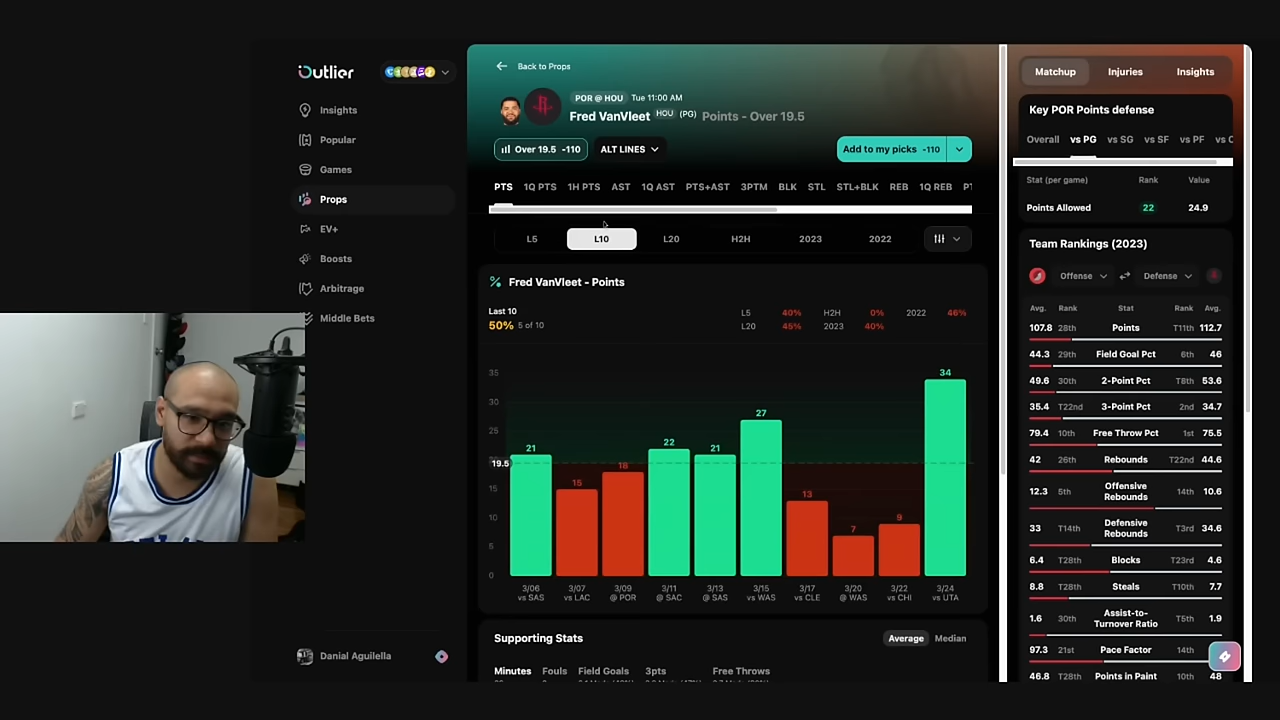 Outlier
Insights
Popular
Games
Props
EV+
Boosts
Arbitrage
Middle Bets
Danial Aguilella
Back to Props
POR @ HOU Tue 11:00 AM
Fred VanVleet HOU (PG) Points - Over 19.5
Over 19.5 -110 ALT LINES
Add to my picks -110
PTS 1Q PTS 1H PTS AST 1Q AST PTS+AST 3PTM BLK STL STL+BLK REB 1Q REB
L5 L10 L20 H2H 2023 2022
Fred VanVleet - Points
Last 10
50% 5 of 10
L5 40% H2H 0% 2022 46%
L20 45% 2023 40%
35
30
25
19.5
15
10
5
0
21 15 18 22 21 27 13 7 9 34
3/06 3/07 3/09 3/11 3/13 3/15 3/17 3/20 3/22 3/24
vs SAS vs LAC @ POR @ SAC @ SAS vs WAS vs CLE @ WAS vs CHI vs UTA
Supporting Stats
Average Median
Minutes Fouls Field Goals 3pts Free Throws
Matchup Injuries Insights
Key POR Points defense
Overall vs PG vs SG vs SF vs PF vs C
Stat (per game) Rank Value
Points Allowed 22 24.9
Team Rankings (2023)
Offense Defense
Avg. Rank Stat Rank Avg.
107.8 28th Points T11th 112.7
44.3 29th Field Goal Pct 6th 46
49.6 30th 2-Point Pct T8th 53.6
35.4 T22nd 3-Point Pct 2nd 34.7
79.4 10th Free Throw Pct 1st 75.5
42 26th Rebounds T22nd 44.6
12.3 5th Offensive Rebounds 14th 10.6
33 T14th Defensive Rebounds T3rd 34.6
6.4 T28th Blocks T23rd 4.6
8.8 T28th Steals T10th 7.7
1.6 30th Assist-to-Turnover Ratio T5th 1.9
97.3 21st Pace Factor 14th
46.8 T28th Points in Paint 10th 48